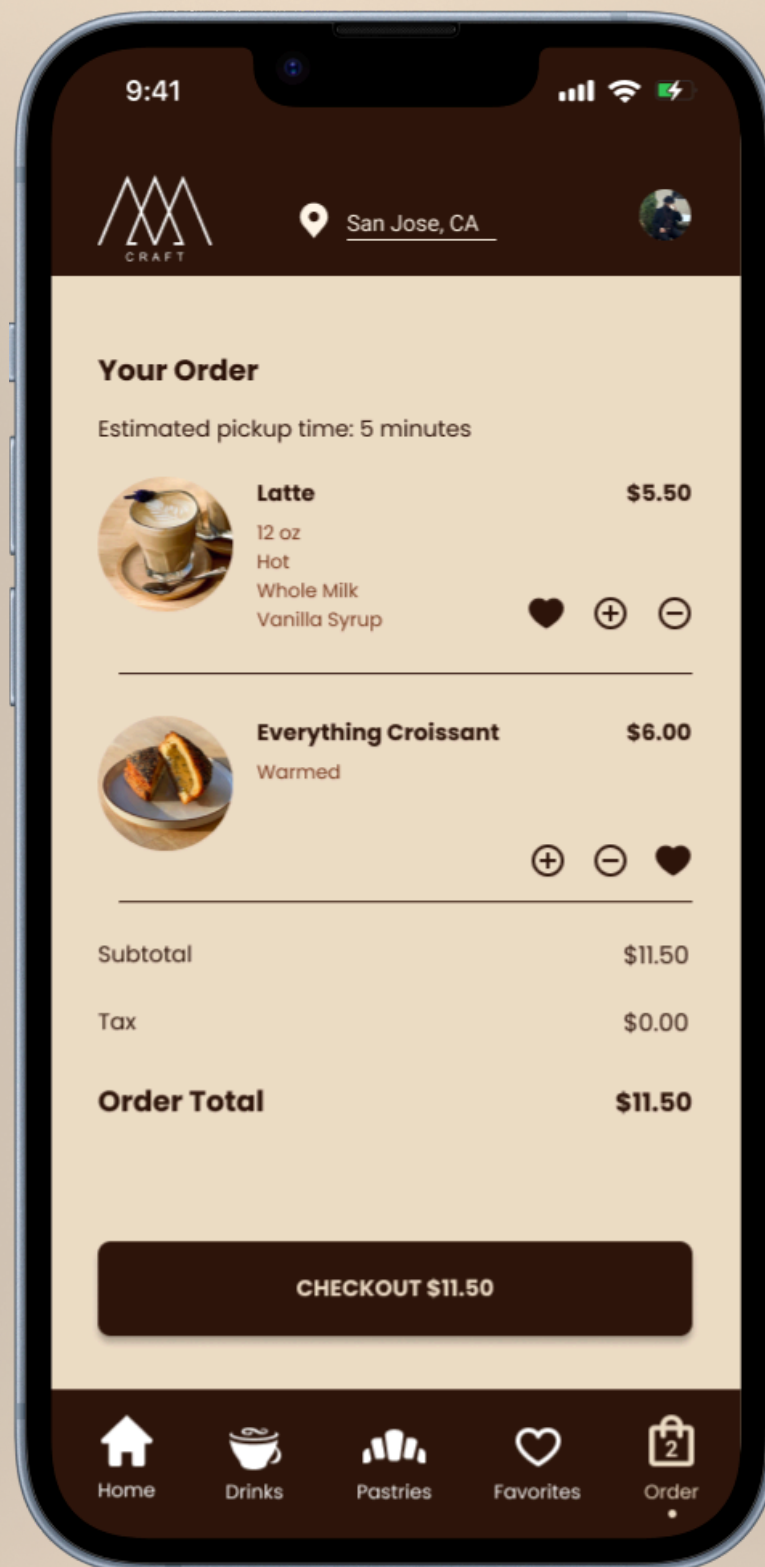 9:41
CRAFT
San Jose, CA
Your Order
Estimated pickup time: 5 minutes
Latte $5.50
12 oz
Hot
Whole Milk
Vanilla Syrup
Everything Croissant $6.00
Warmed
Subtotal $11.50
Tax $0.00
Order Total $11.50
CHECKOUT $11.50
2
Home Drinks Pastries Favorites Order